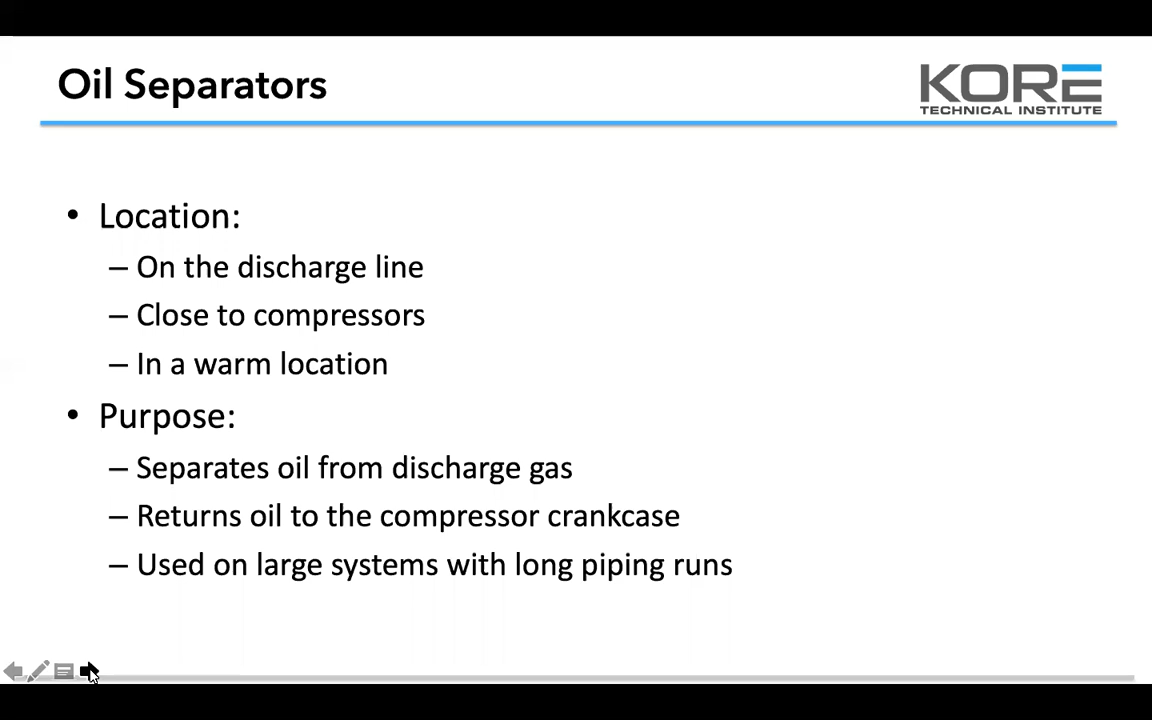 Oil Separators
KORE
TECHNICAL INSTITUTE
• Location:
– On the discharge line
– Close to compressors
– In a warm location
• Purpose:
– Separates oil from discharge gas
– Returns oil to the compressor crankcase
– Used on large systems with long piping runs